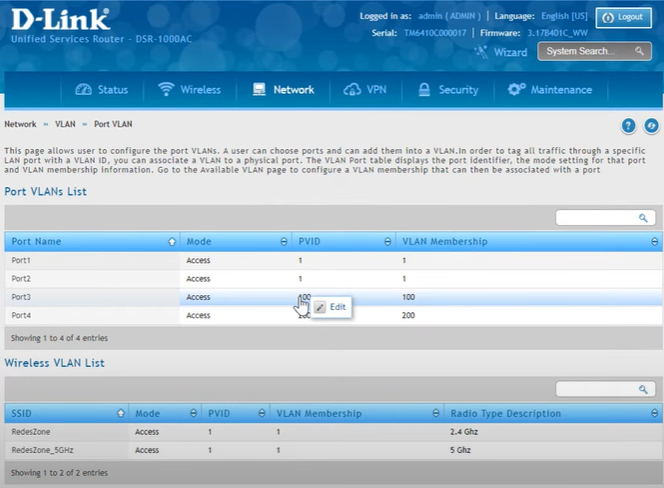 D-Link
Unified Services Router - DSR-1000AC
Logged in as: admin ( ADMIN ) | Language: English [US]
Logout
Serial: TM6410C000017 | Firmware: 3.17B401C_WW
Wizard
System Search...
Status
Wireless
Network
VPN
Security
Maintenance
Network » VLAN » Port VLAN
?
This page allows user to configure the port VLANs. A user can choose ports and can add them into a VLAN.In order to tag all traffic through a specific
LAN port with a VLAN ID, you can associate a VLAN to a physical port. The VLAN Port table displays the port identifier, the mode setting for that port
and VLAN membership information. Go to the Available VLAN page to configure a VLAN membership that can then be associated with a port
Port VLANs List
Port Name Mode PVID VLAN Membership
Port1 Access 1 1
Port2 Access 1 1
Port3 Access 100 100
Edit
Port4 Access 200 200
Showing 1 to 4 of 4 entries
Wireless VLAN List
SSID Mode PVID VLAN Membership Radio Type Description
RedesZone Access 1 1 2.4 Ghz
RedesZone_5GHz Access 1 1 5 Ghz
Showing 1 to 2 of 2 entries